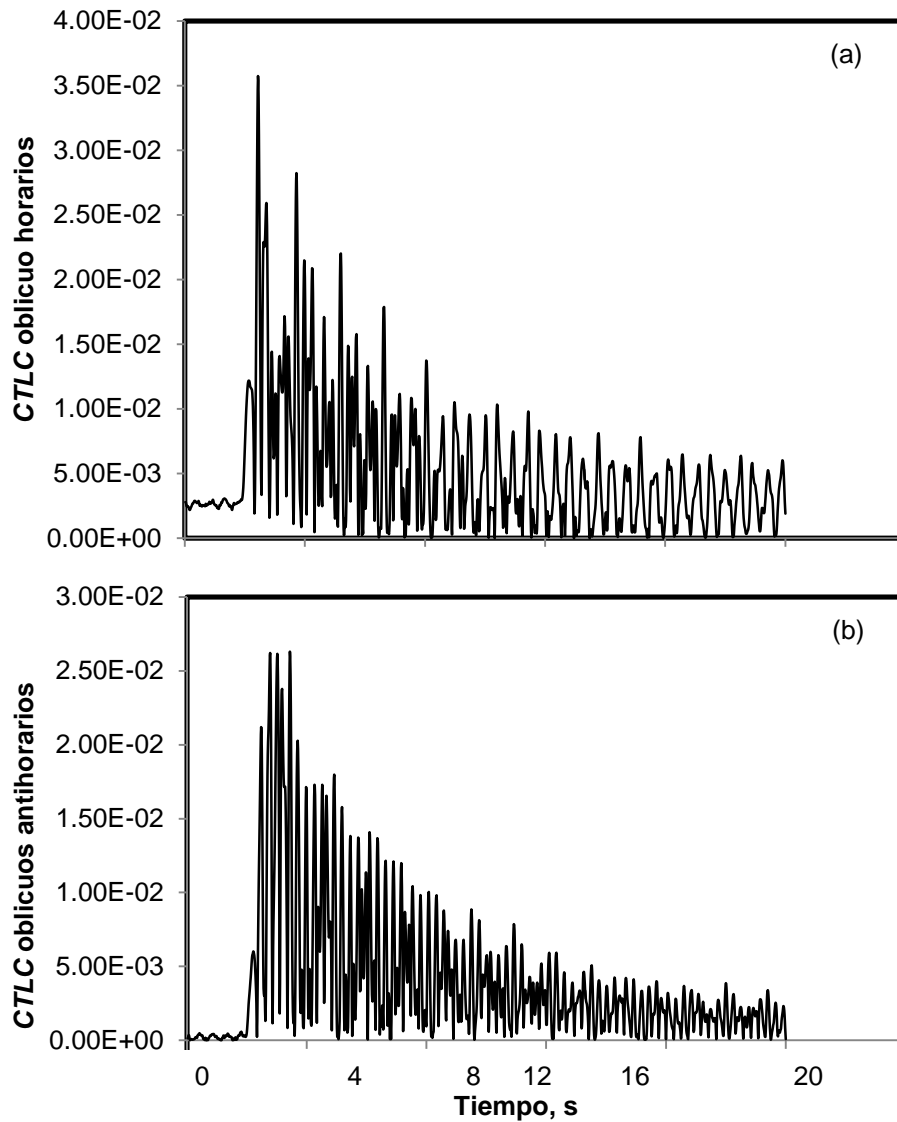 4.00E-02
(a)
3.50E-02
3.00E-02
2.50E-02
2.00E-02
1.50E-02
1.00E-02
5.00E-03
0.00E+00
CTLC oblicuo horarios
3.00E-02
(b)
2.50E-02
2.00E-02
1.50E-02
1.00E-02
5.00E-03
0.00E+00
CTLC oblicuos antihorarios
0 4 8 12 16 20
Tiempo, s